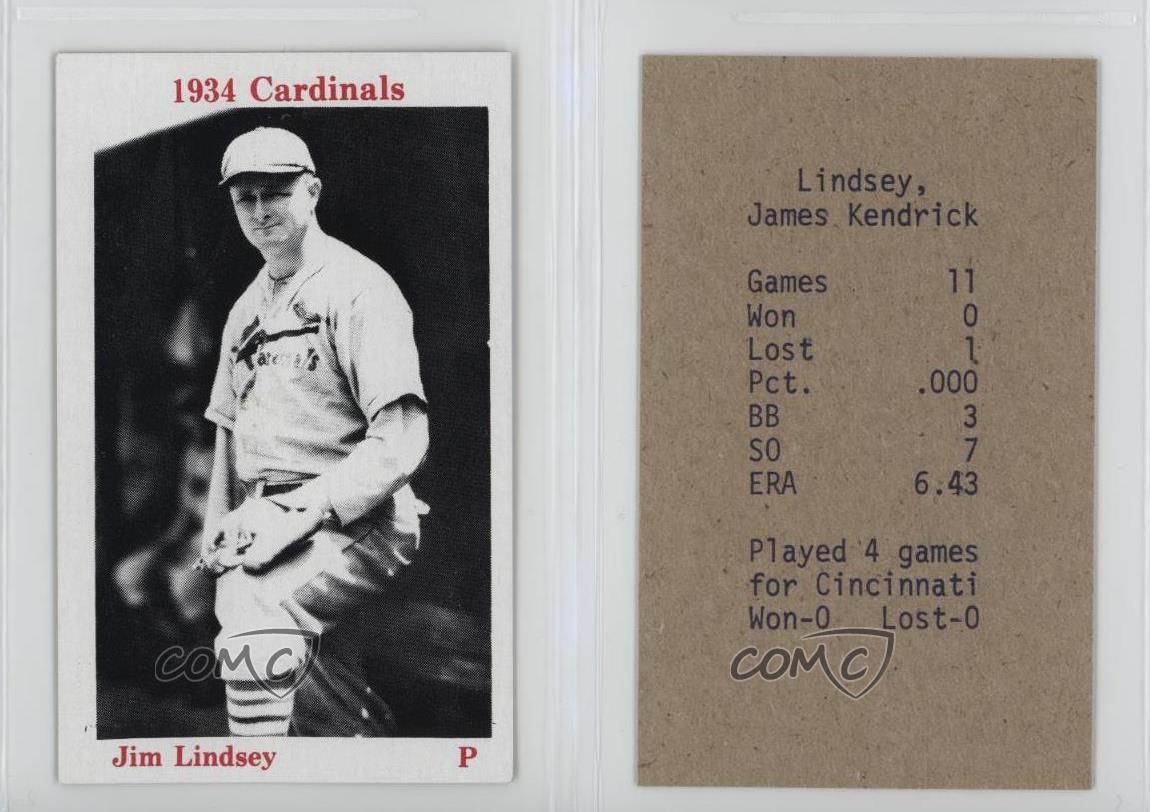 1934 Cardinals
Cardinals
Jim Lindsey P
COMC
Lindsey,
James Kendrick
Games 11
Won 0
Lost 1
Pct. .000
BB 3
SO 7
ERA 6.43
Played 4 games
for Cincinnati
Won-0 Lost-0
COMC